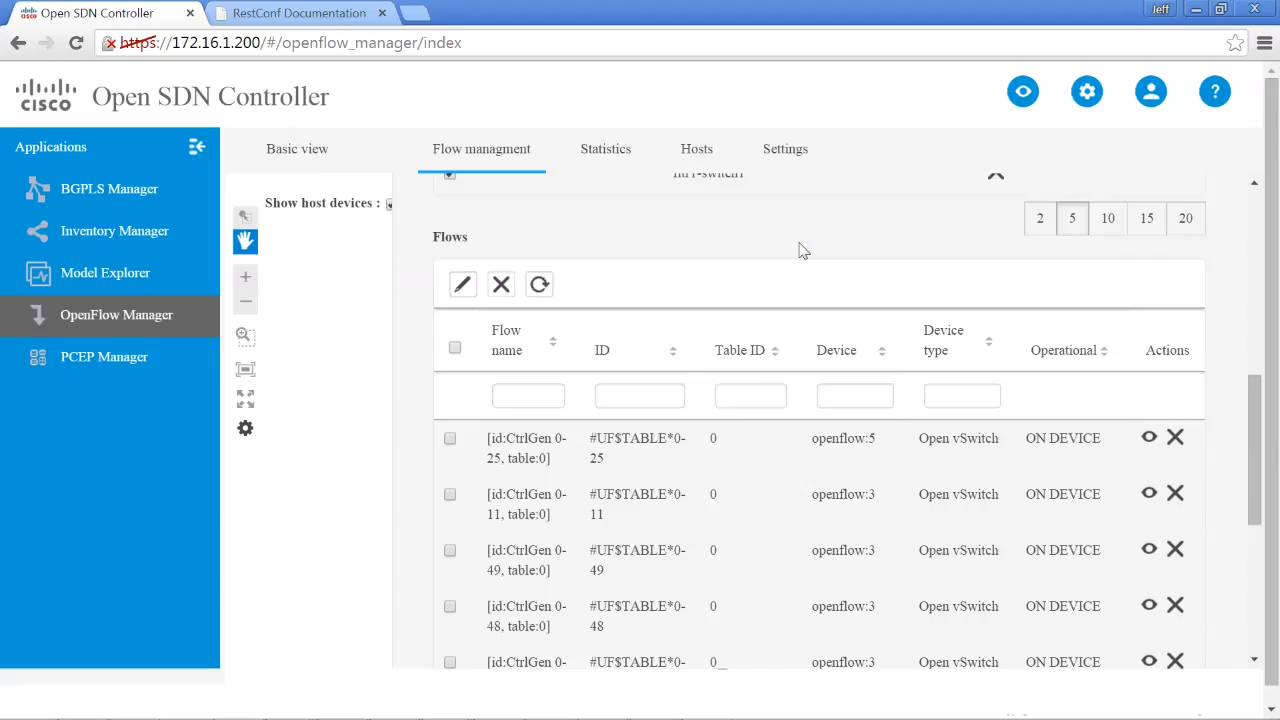 Open SDN Controller
RestConf Documentation
Jeff
https://172.16.1.200/#/openflow_manager/index
CISCO
Open SDN Controller
Applications
BGPLS Manager
Inventory Manager
Model Explorer
OpenFlow Manager
PCEP Manager
Basic view
Flow managment
Statistics
Hosts
Settings
Show host devices :
2 5 10 15 20
Flows
Flow name ID Table ID Device Device type Operational Actions
[id:CtrlGen 0-25, table:0] #UF$TABLE*0-25 0 openflow:5 Open vSwitch ON DEVICE
[id:CtrlGen 0-11, table:0] #UF$TABLE*0-11 0 openflow:3 Open vSwitch ON DEVICE
[id:CtrlGen 0-49, table:0] #UF$TABLE*0-49 0 openflow:3 Open vSwitch ON DEVICE
[id:CtrlGen 0-48, table:0] #UF$TABLE*0-48 0 openflow:3 Open vSwitch ON DEVICE
[id:CtrlGen 0- #UF$TABLE*0- 0 openflow:3 Open vSwitch ON DEVICE